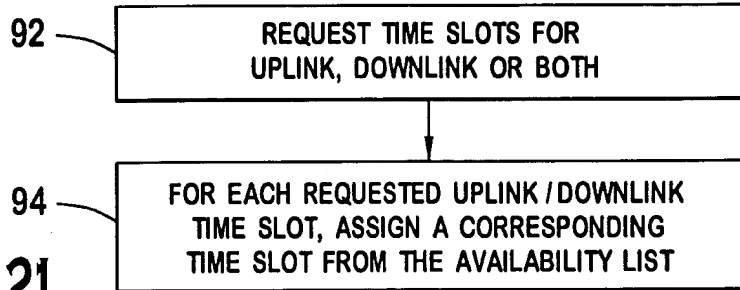 92
REQUEST TIME SLOTS FOR
UPLINK, DOWNLINK OR BOTH
94
FOR EACH REQUESTED UPLINK / DOWNLINK
TIME SLOT, ASSIGN A CORRESPONDING
TIME SLOT FROM THE AVAILABILITY LIST
21